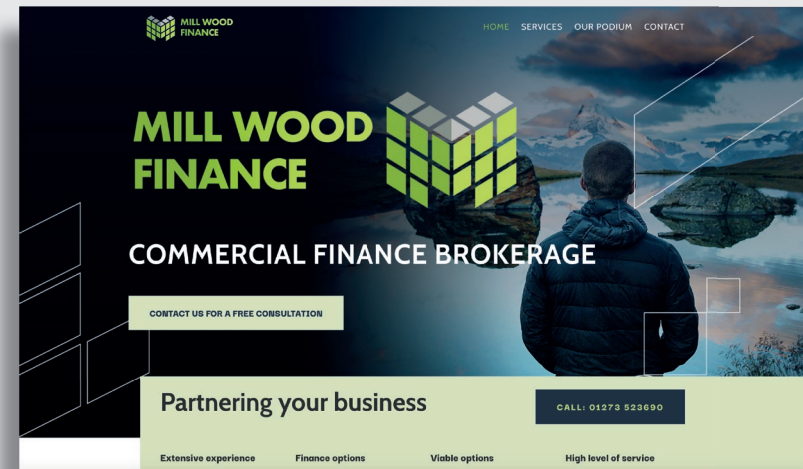 MILL WOOD
FINANCE
HOME SERVICES OUR PODIUM CONTACT
MILL WOOD
FINANCE
COMMERCIAL FINANCE BROKERAGE
CONTACT US FOR A FREE CONSULTATION
Partnering your business
CALL: 01273 523690
Extensive experience Finance options Viable options High level of service